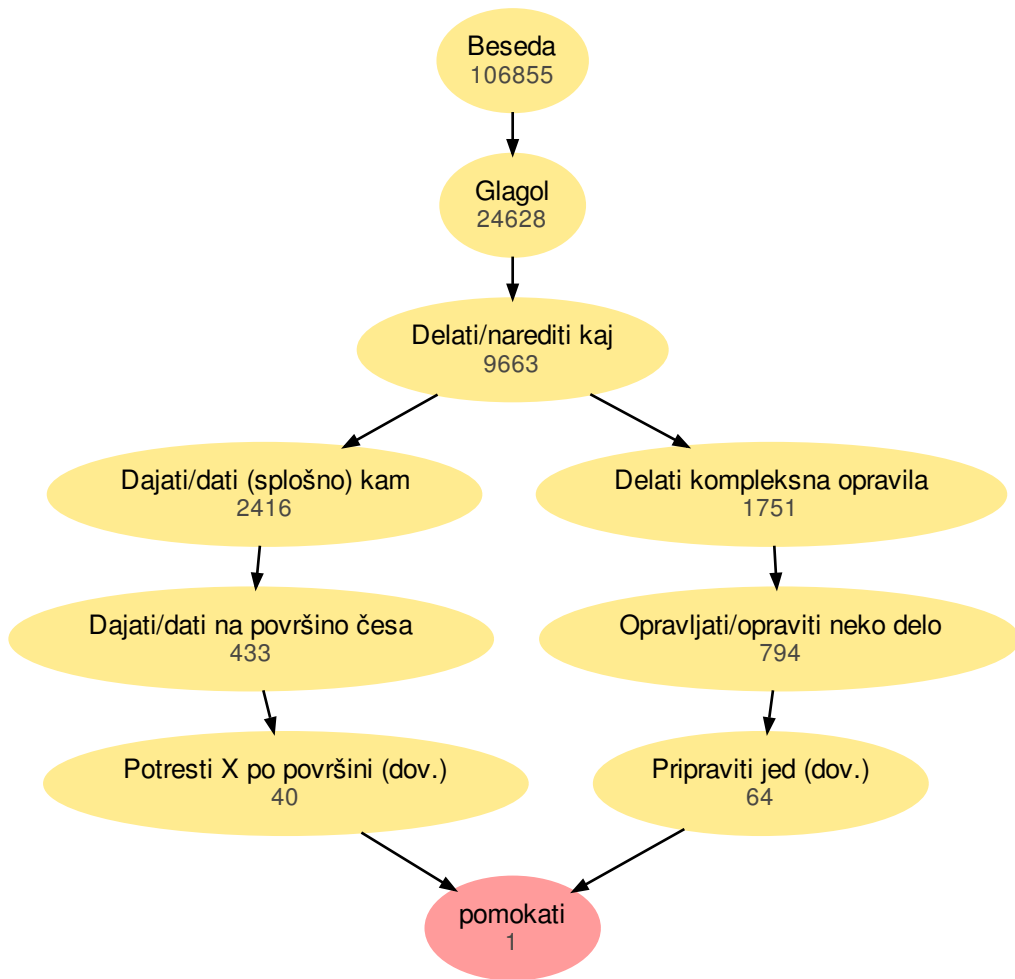 Beseda
106855
Glagol
24628
Delati/narediti kaj
9663
Dajati/dati (splošno) kam
2416
Delati kompleksna opravila
1751
Dajati/dati na površino česa
433
Opravljati/opraviti neko delo
794
Potresti X po površini (dov.)
40
Pripraviti jed (dov.)
64
pomokati
1